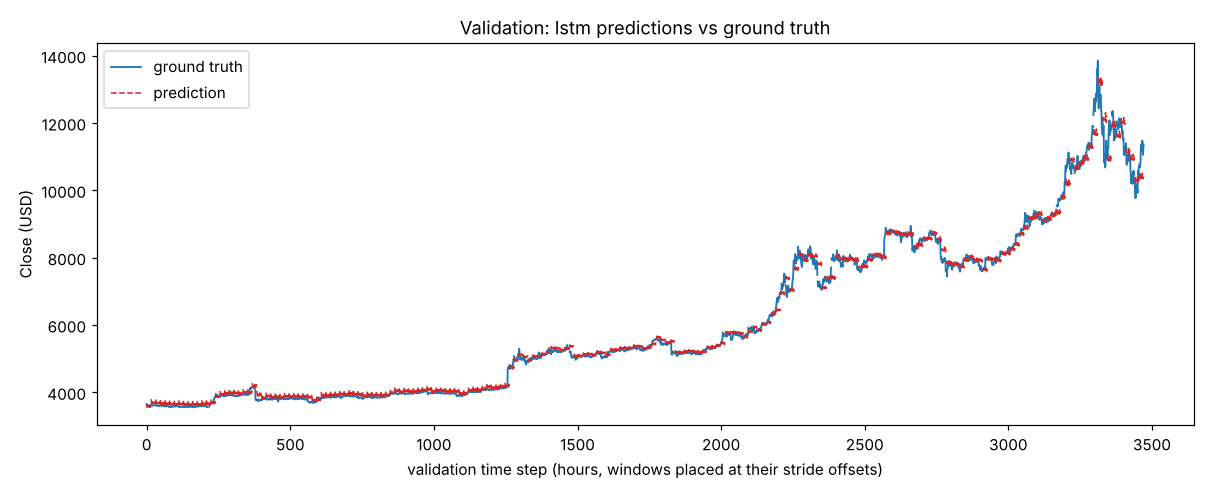 Validation: lstm predictions vs ground truth
ground truth
prediction
Close (USD)
14000
12000
10000
8000
6000
4000
0 500 1000 1500 2000 2500 3000 3500
validation time step (hours, windows placed at their stride offsets)